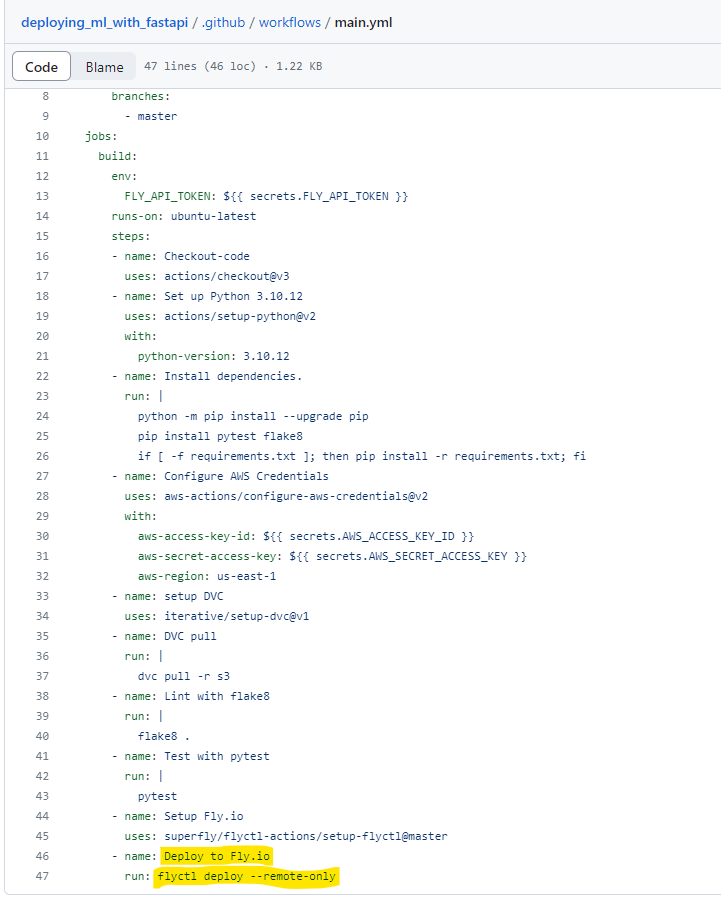 deploying_ml_with_fastapi / .github / workflows / main.yml
Code Blame 47 lines (46 loc) · 1.22 KB
8 branches:
9 - master
10 jobs:
11 build:
12 env:
13 FLY_API_TOKEN: ${{ secrets.FLY_API_TOKEN }}
14 runs-on: ubuntu-latest
15 steps:
16 - name: Checkout-code
17 uses: actions/checkout@v3
18 - name: Set up Python 3.10.12
19 uses: actions/setup-python@v2
20 with:
21 python-version: 3.10.12
22 - name: Install dependencies.
23 run: |
24 python -m pip install --upgrade pip
25 pip install pytest flake8
26 if [ -f requirements.txt ]; then pip install -r requirements.txt; fi
27 - name: Configure AWS Credentials
28 uses: aws-actions/configure-aws-credentials@v2
29 with:
30 aws-access-key-id: ${{ secrets.AWS_ACCESS_KEY_ID }}
31 aws-secret-access-key: ${{ secrets.AWS_SECRET_ACCESS_KEY }}
32 aws-region: us-east-1
33 - name: setup DVC
34 uses: iterative/setup-dvc@v1
35 - name: DVC pull
36 run: |
37 dvc pull -r s3
38 - name: Lint with flake8
39 run: |
40 flake8 .
41 - name: Test with pytest
42 run: |
43 pytest
44 - name: Setup Fly.io
45 uses: superfly/flyctl-actions/setup-flyctl@master
46 - name: Deploy to Fly.io
47 run: flyctl deploy --remote-only